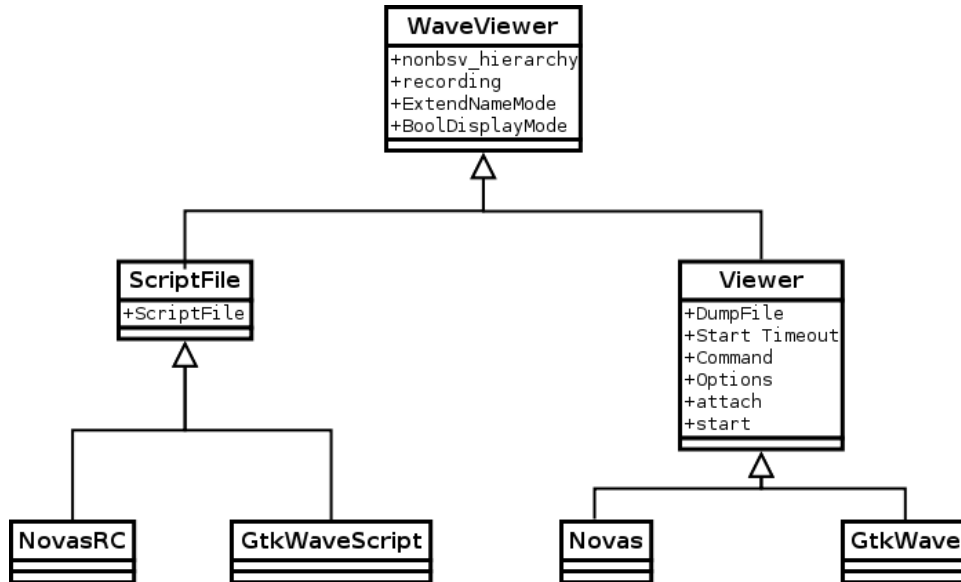 WaveViewer
+nonbsv_hierarchy
+recording
+ExtendNameMode
+BoolDisplayMode
ScriptFile
+ScriptFile
Viewer
+DumpFile
+Start Timeout
+Command
+Options
+attach
+start
NovasRC
GtkWaveScript
Novas
GtkWave